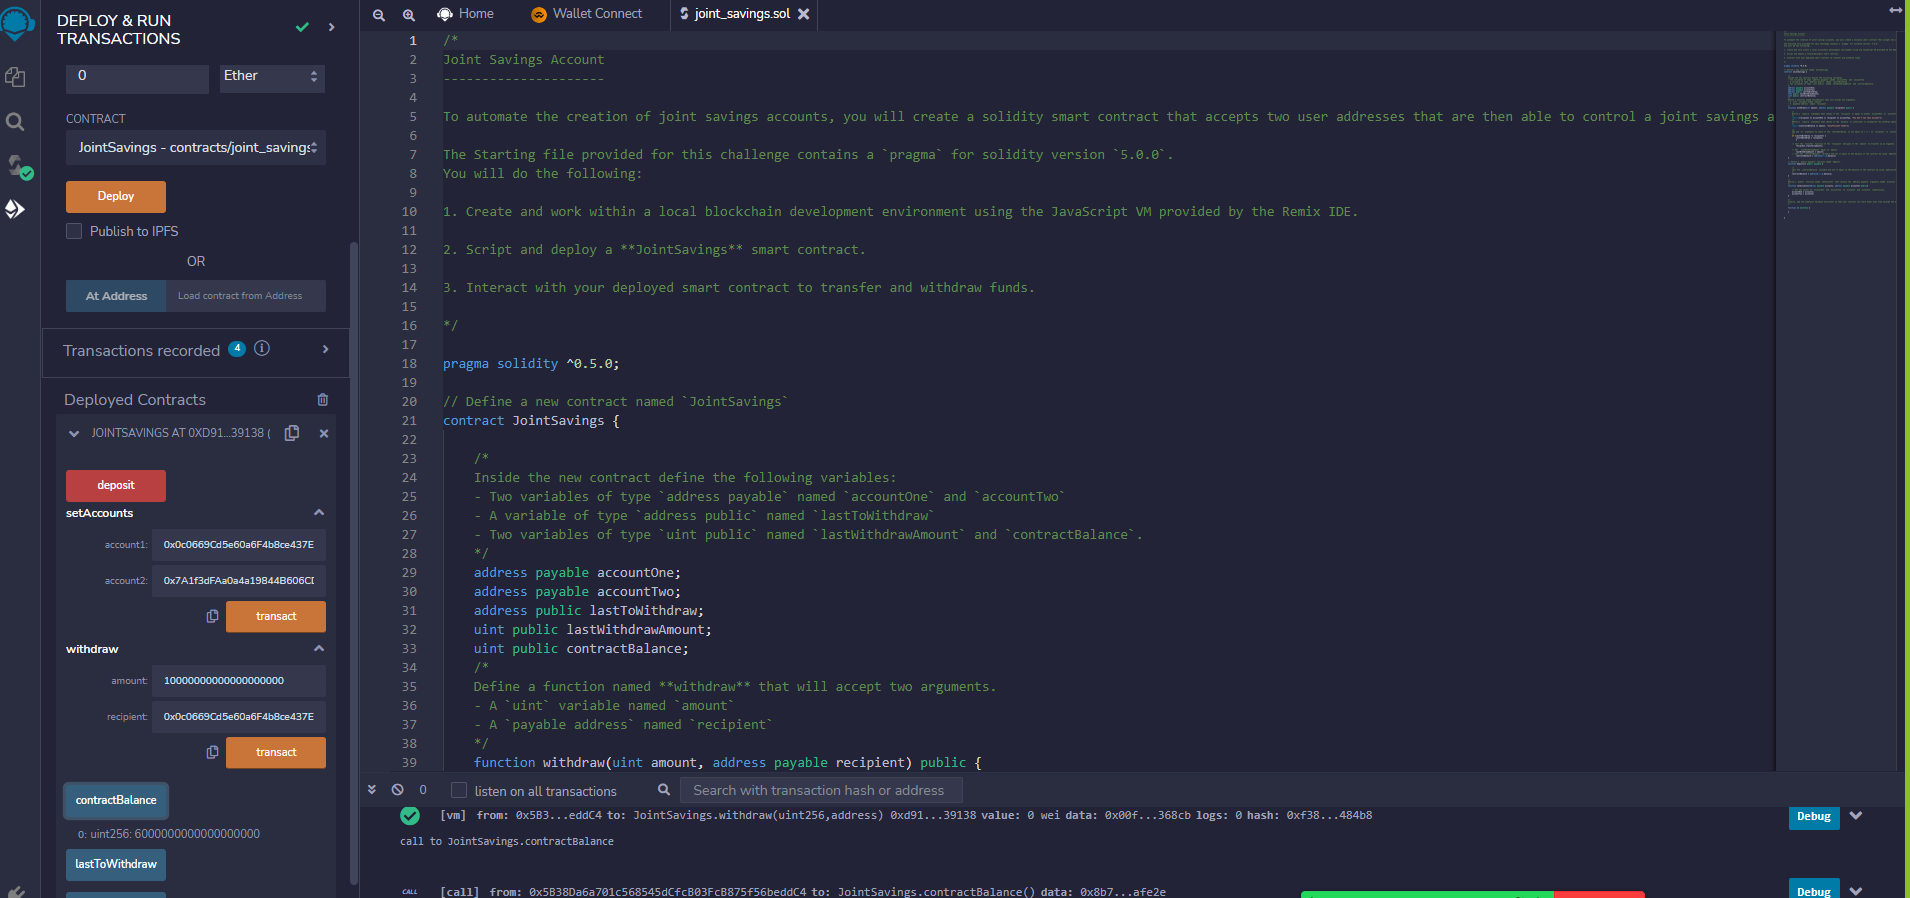 DEPLOY & RUN
TRANSACTIONS
0
Ether
CONTRACT
JointSavings - contracts/joint_savings
Deploy
Publish to IPFS
OR
At Address
Load contract from Address
Transactions recorded 4
Deployed Contracts
JOINTSAVINGS AT 0XD91...39138 (
deposit
setAccounts
account1: 0x0c0669Cd5e60a6F4b8ce437E
account2: 0x7A1f3dFAa0a4a19844B606CD
transact
withdraw
amount: 10000000000000000000
recipient: 0x0c0669Cd5e60a6F4b8ce437E
transact
contractBalance
0: uint256: 6000000000000000000
lastToWithdraw
Home
Wallet Connect
joint_savings.sol
1 /*
2 Joint Savings Account
3 ---------------------
4
5 To automate the creation of joint savings accounts, you will create a solidity smart contract that accepts two user addresses that are then able to control a joint savings a
6
7 The Starting file provided for this challenge contains a `pragma` for solidity version `5.0.0`.
8 You will do the following:
9
10 1. Create and work within a local blockchain development environment using the JavaScript VM provided by the Remix IDE.
11
12 2. Script and deploy a **JointSavings** smart contract.
13
14 3. Interact with your deployed smart contract to transfer and withdraw funds.
15
16 */
17
18 pragma solidity ^0.5.0;
19
20 // Define a new contract named `JointSavings`
21 contract JointSavings {
22
23 /*
24 Inside the new contract define the following variables:
25 - Two variables of type `address payable` named `accountOne` and `accountTwo`
26 - A variable of type `address public` named `lastToWithdraw`
27 - Two variables of type `uint public` named `lastWithdrawAmount` and `contractBalance`.
28 */
29 address payable accountOne;
30 address payable accountTwo;
31 address public lastToWithdraw;
32 uint public lastWithdrawAmount;
33 uint public contractBalance;
34 /*
35 Define a function named **withdraw** that will accept two arguments.
36 - A `uint` variable named `amount`
37 - A `payable address` named `recipient`
38 */
39 function withdraw(uint amount, address payable recipient) public {
0
listen on all transactions
Search with transaction hash or address
[vm] from: 0x5B3...eddC4 to: JointSavings.withdraw(uint256,address) 0xd91...39138 value: 0 wei data: 0x00f...368cb logs: 0 hash: 0xf38...484b8
Debug
call to JointSavings.contractBalance
CALL [call] from: 0x5B38Da6a701c568545dCfcB03FcB875f56beddC4 to: JointSavings.contractBalance() data: 0x8b7...afe2e
Debug